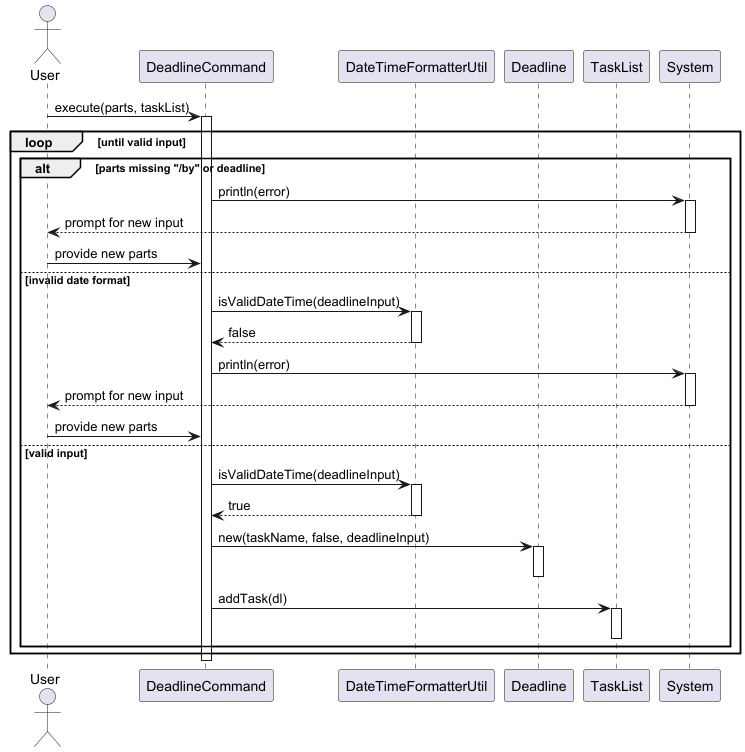 User
DeadlineCommand
DateTimeFormatterUtil
Deadline
TaskList
System
execute(parts, taskList)
loop
[until valid input]
alt
[parts missing "/by" or deadline]
println(error)
prompt for new input
provide new parts
[invalid date format]
isValidDateTime(deadlineInput)
false
println(error)
prompt for new input
provide new parts
[valid input]
isValidDateTime(deadlineInput)
true
new(taskName, false, deadlineInput)
addTask(dl)
User
DeadlineCommand
DateTimeFormatterUtil
Deadline
TaskList
System